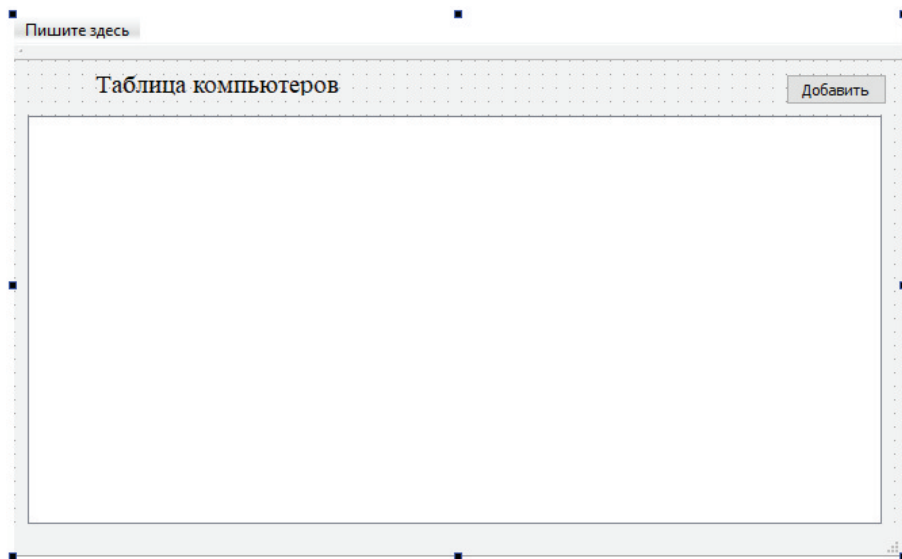 Пишите здесь
Таблица компьютеров
Добавить